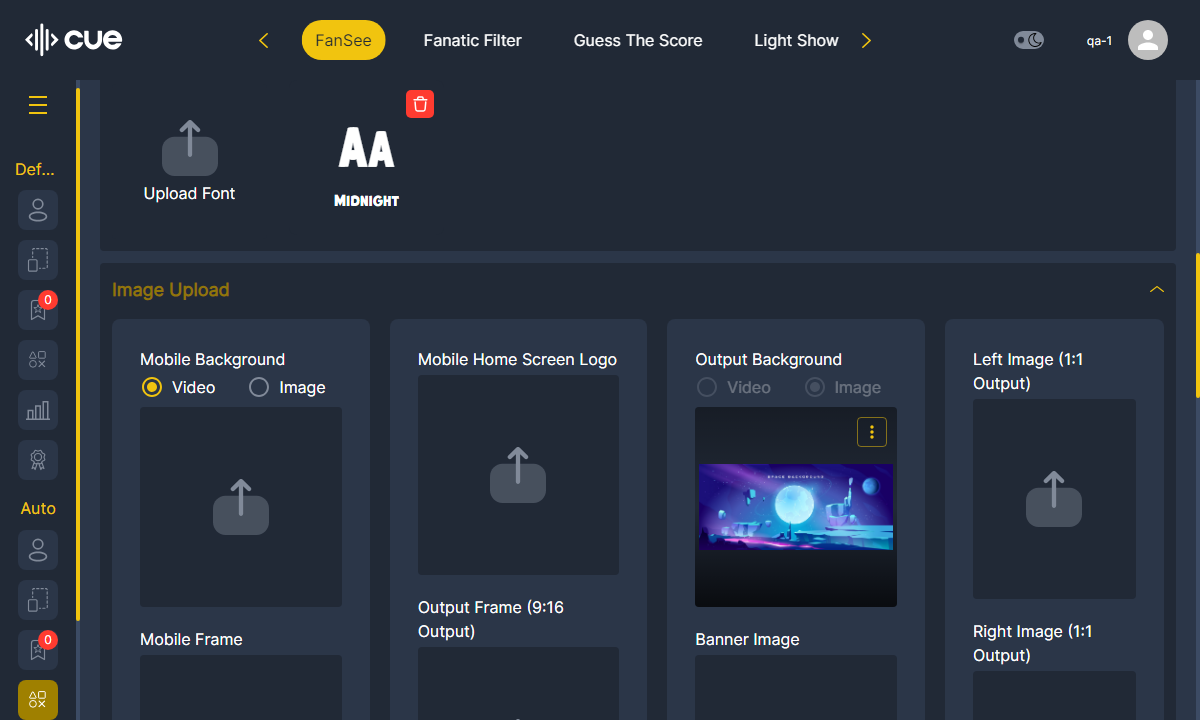 cue
FanSee
Fanatic Filter
Guess The Score
Light Show
qa-1
Def...
0
Auto
0
Upload Font
AA
MIDNIGHT
Image Upload
Mobile Background
Video
Image
Mobile Frame
Mobile Home Screen Logo
Output Frame (9:16
Output)
Output Background
Video
Image
SPACE BACKGROUND
Banner Image
Left Image (1:1
Output)
Right Image (1:1
Output)